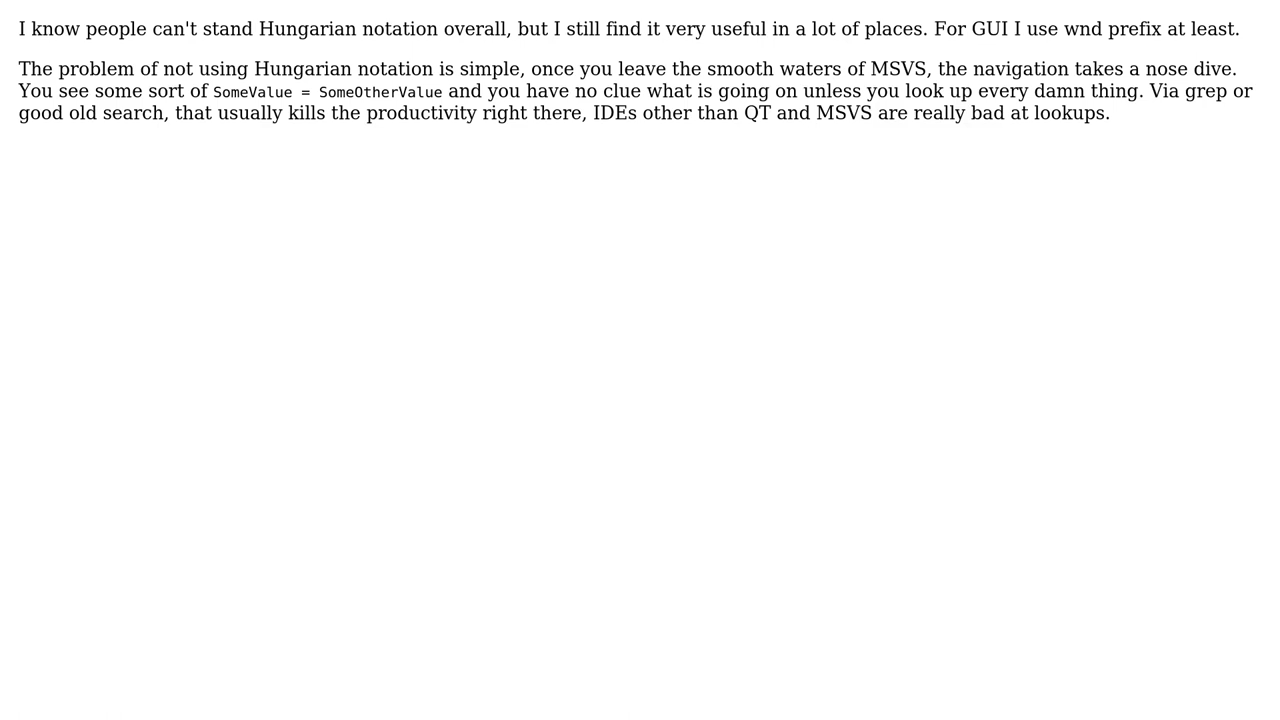 I know people can't stand Hungarian notation overall, but I still find it very useful in a lot of places. For GUI I use wnd prefix at least.
The problem of not using Hungarian notation is simple, once you leave the smooth waters of MSVS, the navigation takes a nose dive.
You see some sort of SomeValue = SomeOtherValue and you have no clue what is going on unless you look up every damn thing. Via grep or
good old search, that usually kills the productivity right there, IDEs other than QT and MSVS are really bad at lookups.